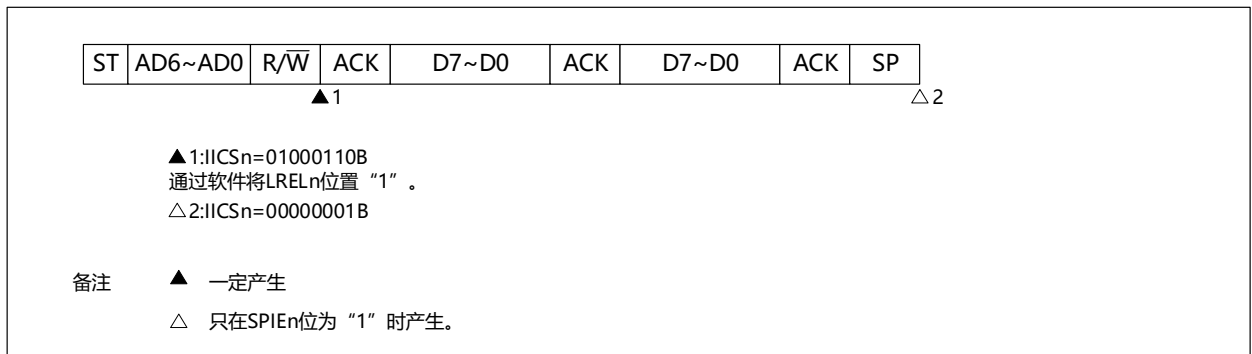 ST AD6~AD0 R/W̅ ACK D7~D0 ACK D7~D0 ACK SP
▲1 △2
▲1:IICSn=01000110B
通过软件将LRELn位置“1”。
△2:IICSn=00000001B
备注 ▲ 一定产生
△ 只在SPIEn位为“1”时产生。